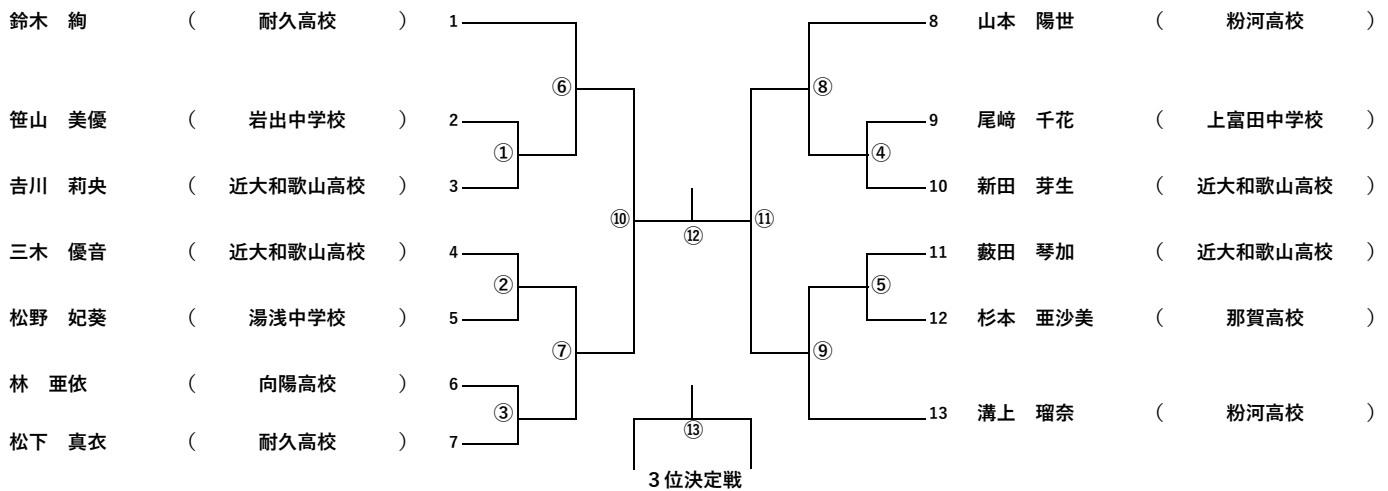 鈴木　絢　（　耐久高校　）　1
⑥
笹山　美優　（　岩出中学校　）　2
①
吉川　莉央　（　近大和歌山高校　）　3
⑩
三木　優音　（　近大和歌山高校　）　4
②
松野　妃葵　（　湯浅中学校　）　5
⑦
林　亜依　（　向陽高校　）　6
③
松下　真衣　（　耐久高校　）　7
⑫
⑬
３位決定戦
8　山本　陽世　（　粉河高校　）
⑧
9　尾﨑　千花　（　上富田中学校　）
④
10　新田　芽生　（　近大和歌山高校　）
⑪
11　藪田　琴加　（　近大和歌山高校　）
⑤
12　杉本　亜沙美　（　那賀高校　）
⑨
13　溝上　瑠奈　（　粉河高校　）